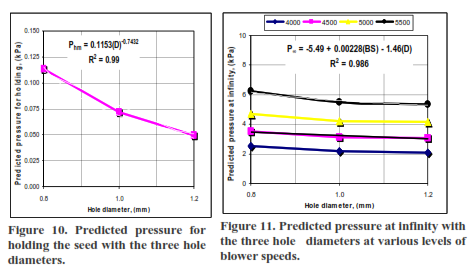 0.150
0.125
0.100
0.075
0.050
0.025
0.000
Predicted pressure for holding, (kPa)
Phm = 0.1153(D)^-0.7432
R² = 0.99
0.8 1.0 1.2
Hole diameter, (mm)
Figure 10. Predicted pressure for
holding the seed with the three hole
diameters.
4000 4500 5000 5500
10
8
6
4
2
0
Predicted pressure at infinity, (kPa)
P∞ = -5.49 + 0.00228(BS) - 1.46(D)
R² = 0.986
0.8 1.0 1.2
Hole diameter, (mm)
Figure 11. Predicted pressure at infinity with
the three hole diameters at various levels of
blower speeds.